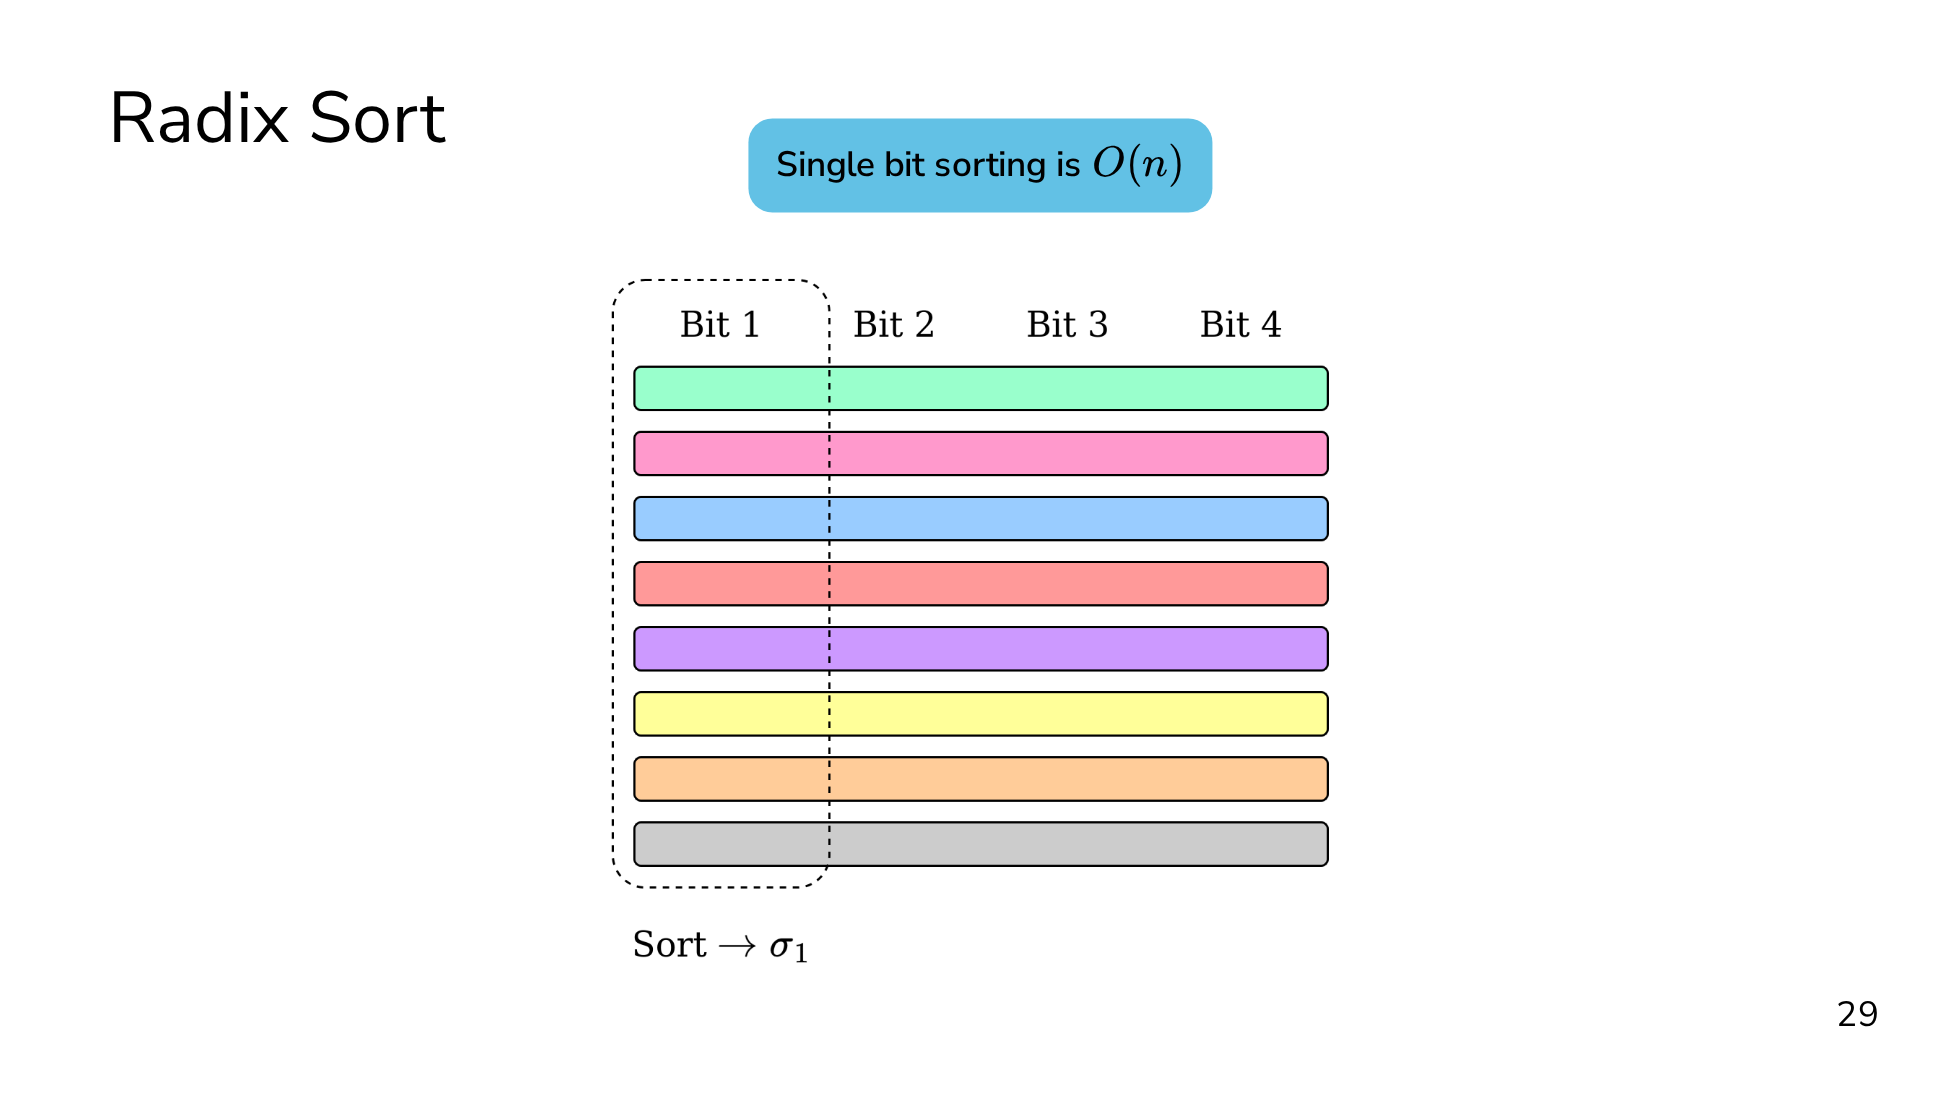 Radix Sort
Single bit sorting is O(n)
Bit 1 Bit 2 Bit 3 Bit 4
Sort → σ₁
29